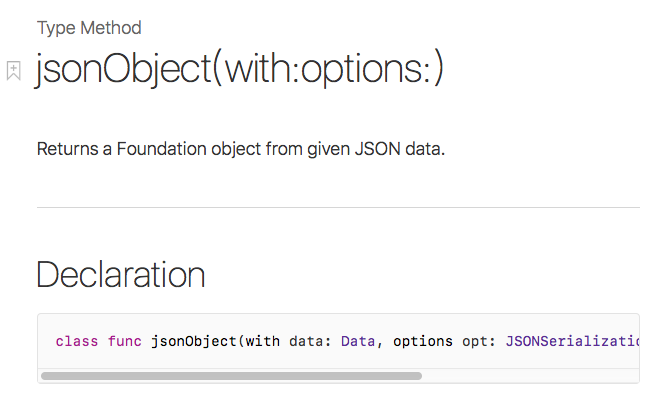 Type Method
jsonObject(with:options:)
Returns a Foundation object from given JSON data.
Declaration
class func jsonObject(with data: Data, options opt: JSONSerializatio